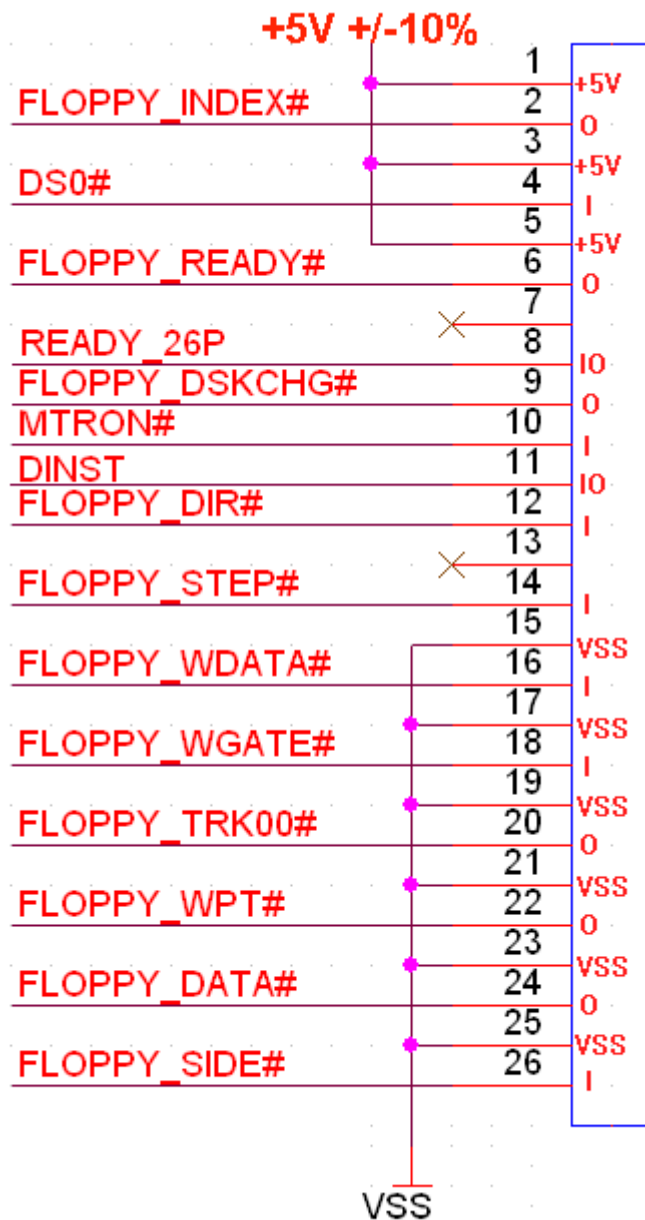 +5V +/-10%
1
+5V
FLOPPY_INDEX# 2
O
3
+5V
DS0# 4
I
5
+5V
FLOPPY_READY# 6
O
7
READY_26P 8
IO
FLOPPY_DSKCHG# 9
O
MTRON# 10
I
DINST 11
IO
FLOPPY_DIR# 12
I
13
FLOPPY_STEP# 14
I
15
VSS
FLOPPY_WDATA# 16
I
17
VSS
FLOPPY_WGATE# 18
I
19
VSS
FLOPPY_TRK00# 20
O
21
VSS
FLOPPY_WPT# 22
O
23
VSS
FLOPPY_DATA# 24
O
25
VSS
FLOPPY_SIDE# 26
I
VSS